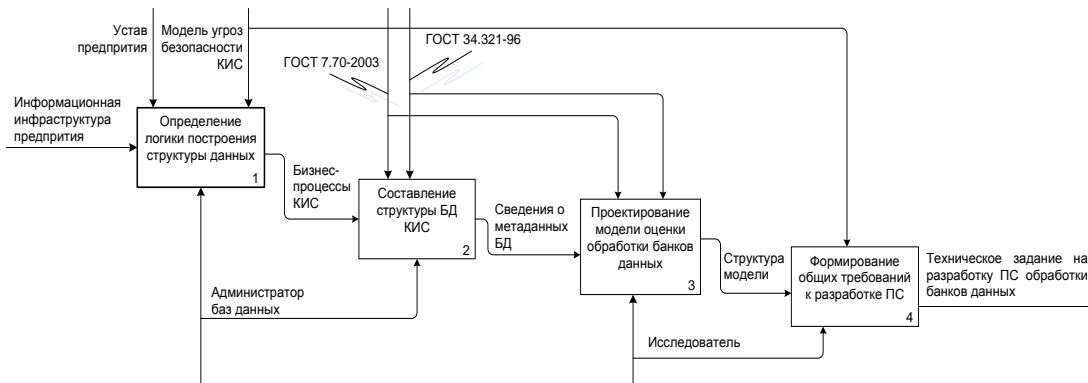 Устав
предпрития
Модель угроз
безопасности
КИС
ГОСТ 7.70-2003
ГОСТ 34.321-96
Информационная
инфраструктура
предпрития
Определение
логики построения
структуры данных
1
Бизнес-
процессы
КИС
Составление
структуры БД
КИС
2
Сведения о
метаданных
БД
Проектирование
модели оценки
обработки банков
данных
3
Структура
модели
Формирование
общих требований
к разработке ПС
4
Техническое задание на
разработку ПС обработки
банков данных
Администратор
баз данных
Исследователь